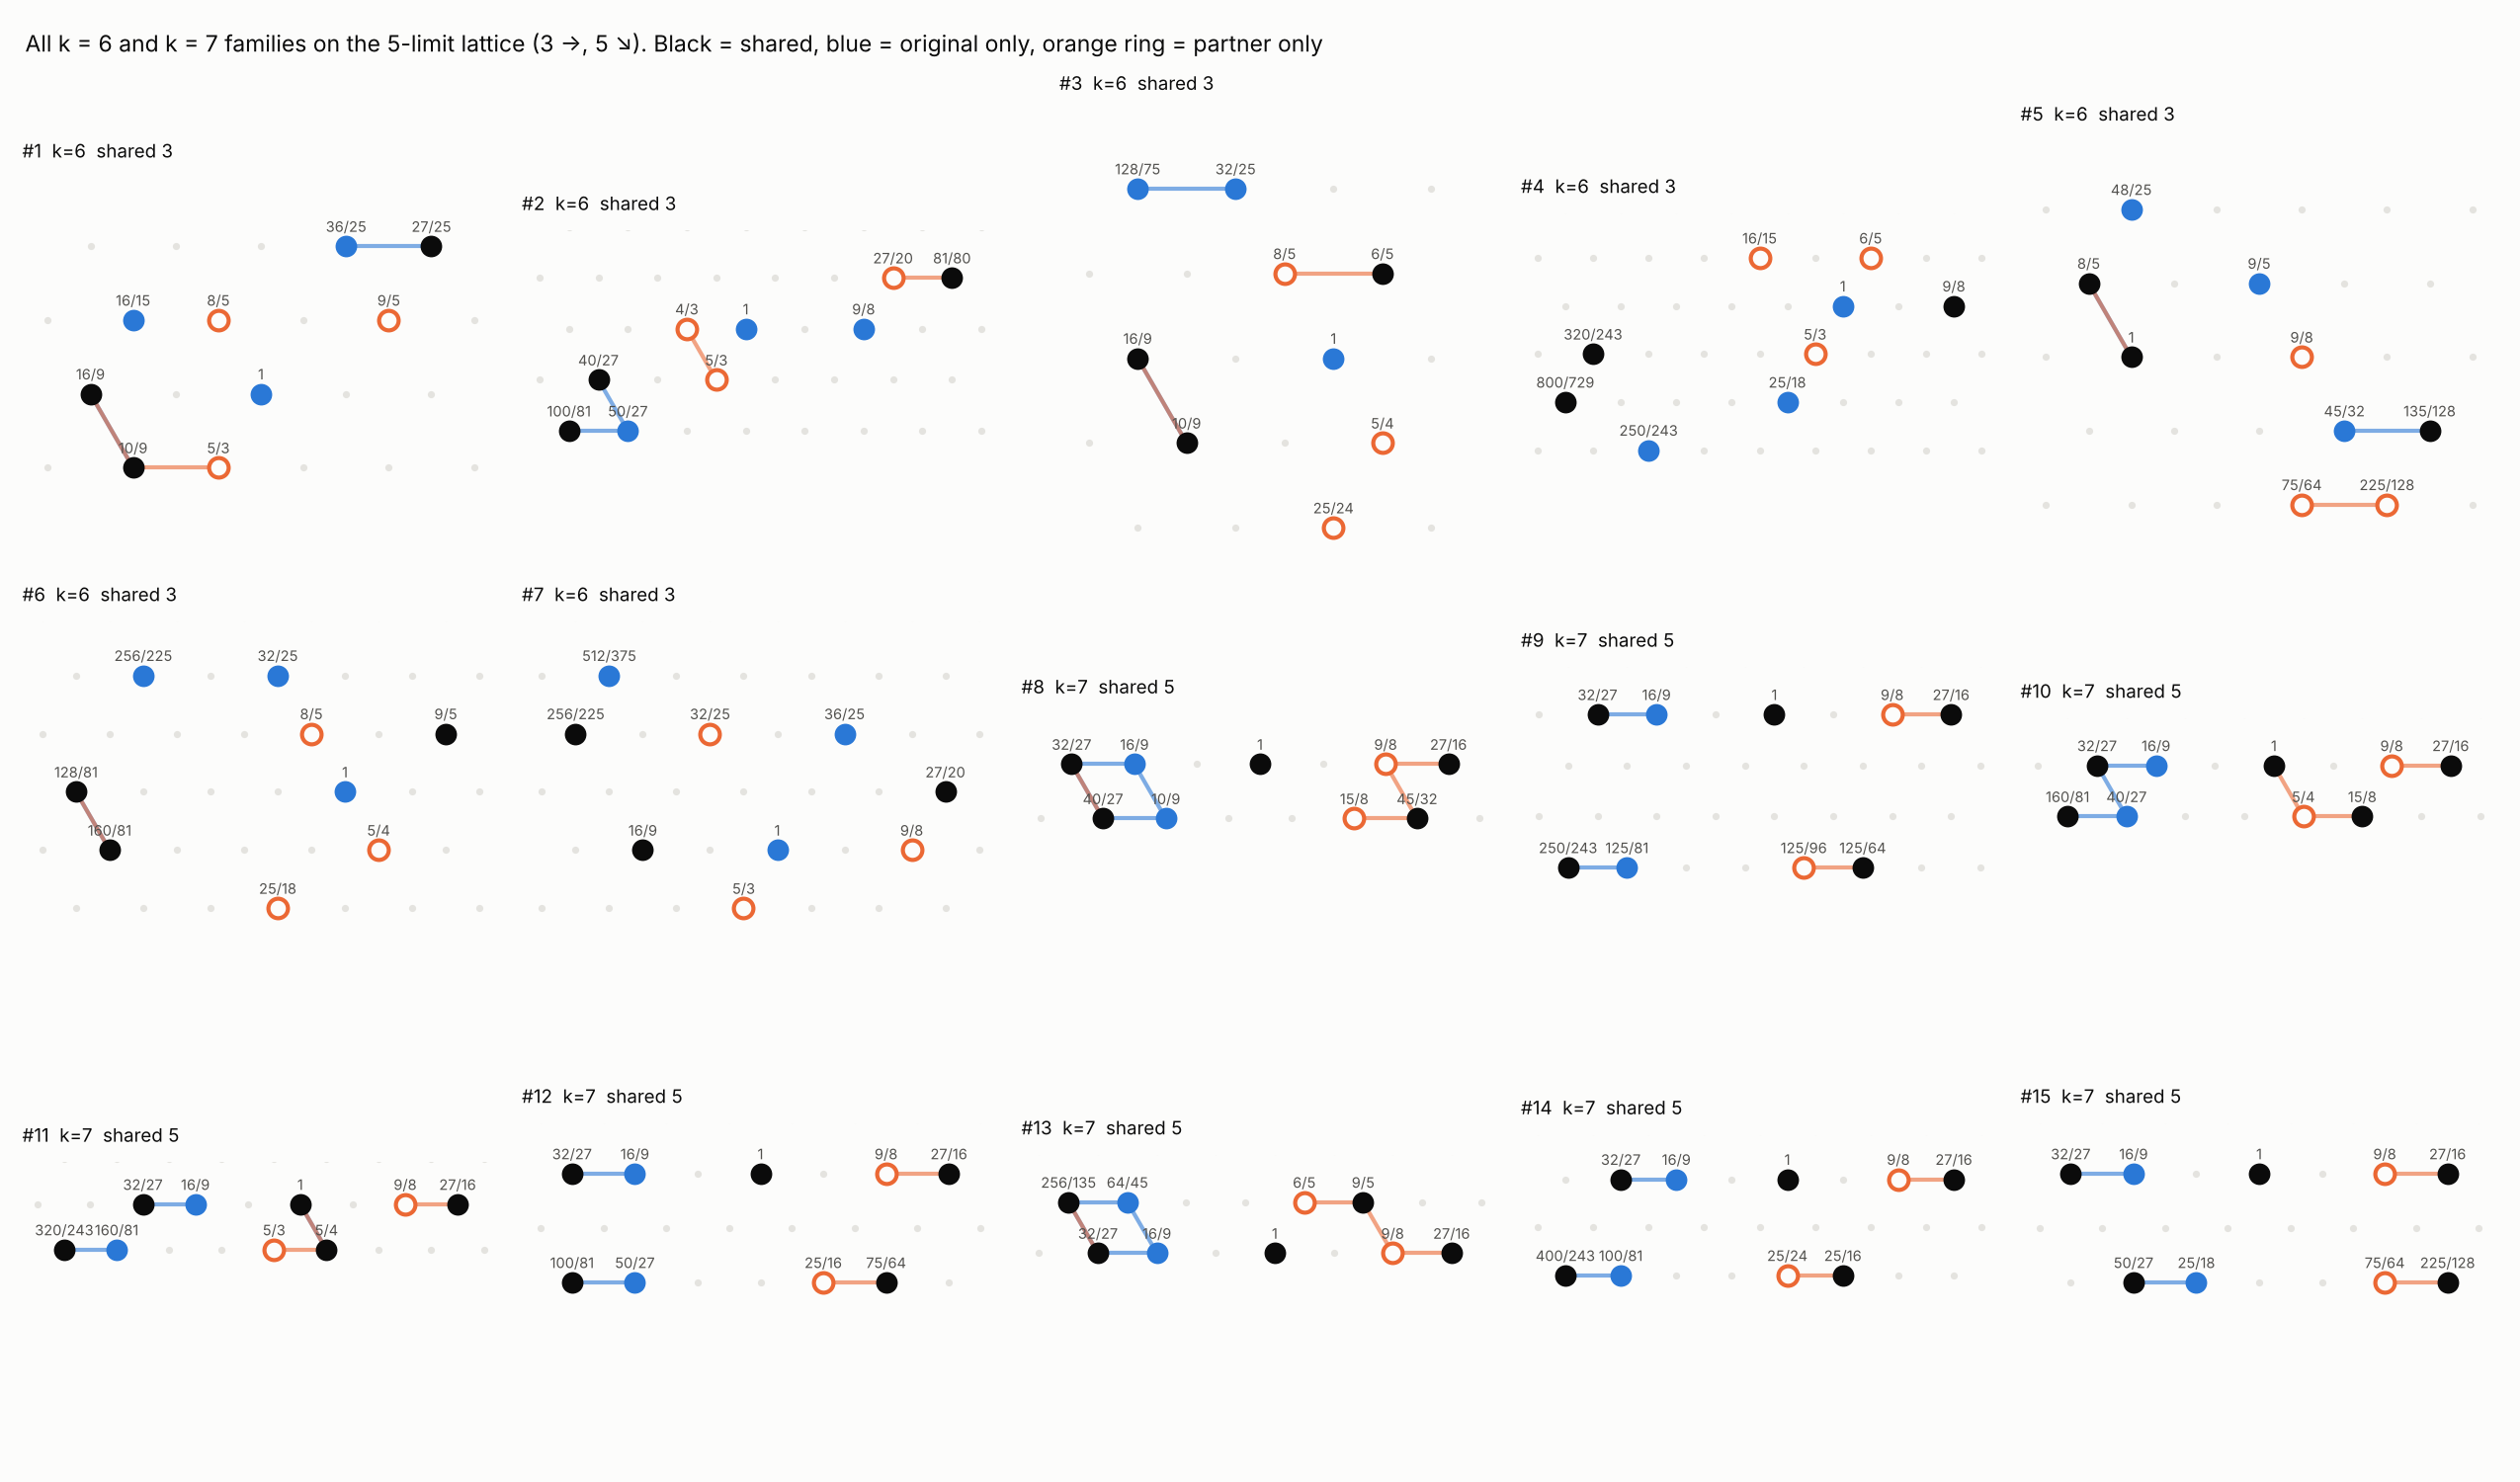 All k = 6 and k = 7 families on the 5-limit lattice (3 →, 5 ↘). Black = shared, blue = original only, orange ring = partner only
#1 k=6 shared 3
36/25 27/25
16/15 8/5 9/5
16/9 1
10/9 5/3
#2 k=6 shared 3
27/20 81/80
4/3 1 9/8
40/27 5/3
100/81 50/27
#3 k=6 shared 3
128/75 32/25
8/5 6/5
16/9 1
10/9 5/4
25/24
#4 k=6 shared 3
16/15 6/5
1 9/8
320/243 5/3
800/729 25/18
250/243
#5 k=6 shared 3
48/25
8/5 9/5
1 9/8
45/32 135/128
75/64 225/128
#6 k=6 shared 3
256/225 32/25
8/5 9/5
128/81 1
160/81 5/4
25/18
#7 k=6 shared 3
512/375
256/225 32/25 36/25
27/20
16/9 1 9/8
5/3
#8 k=7 shared 5
32/27 16/9 1 9/8 27/16
40/27 10/9 15/8 45/32
#9 k=7 shared 5
32/27 16/9 1 9/8 27/16
250/243 125/81 125/96 125/64
#10 k=7 shared 5
32/27 16/9 1 9/8 27/16
160/81 40/27 5/4 15/8
#11 k=7 shared 5
32/27 16/9 1 9/8 27/16
320/243 160/81 5/3 5/4
#12 k=7 shared 5
32/27 16/9 1 9/8 27/16
100/81 50/27 25/16 75/64
#13 k=7 shared 5
256/135 64/45 6/5 9/5
32/27 16/9 1 9/8 27/16
#14 k=7 shared 5
32/27 16/9 1 9/8 27/16
400/243 100/81 25/24 25/16
#15 k=7 shared 5
32/27 16/9 1 9/8 27/16
50/27 25/18 75/64 225/128